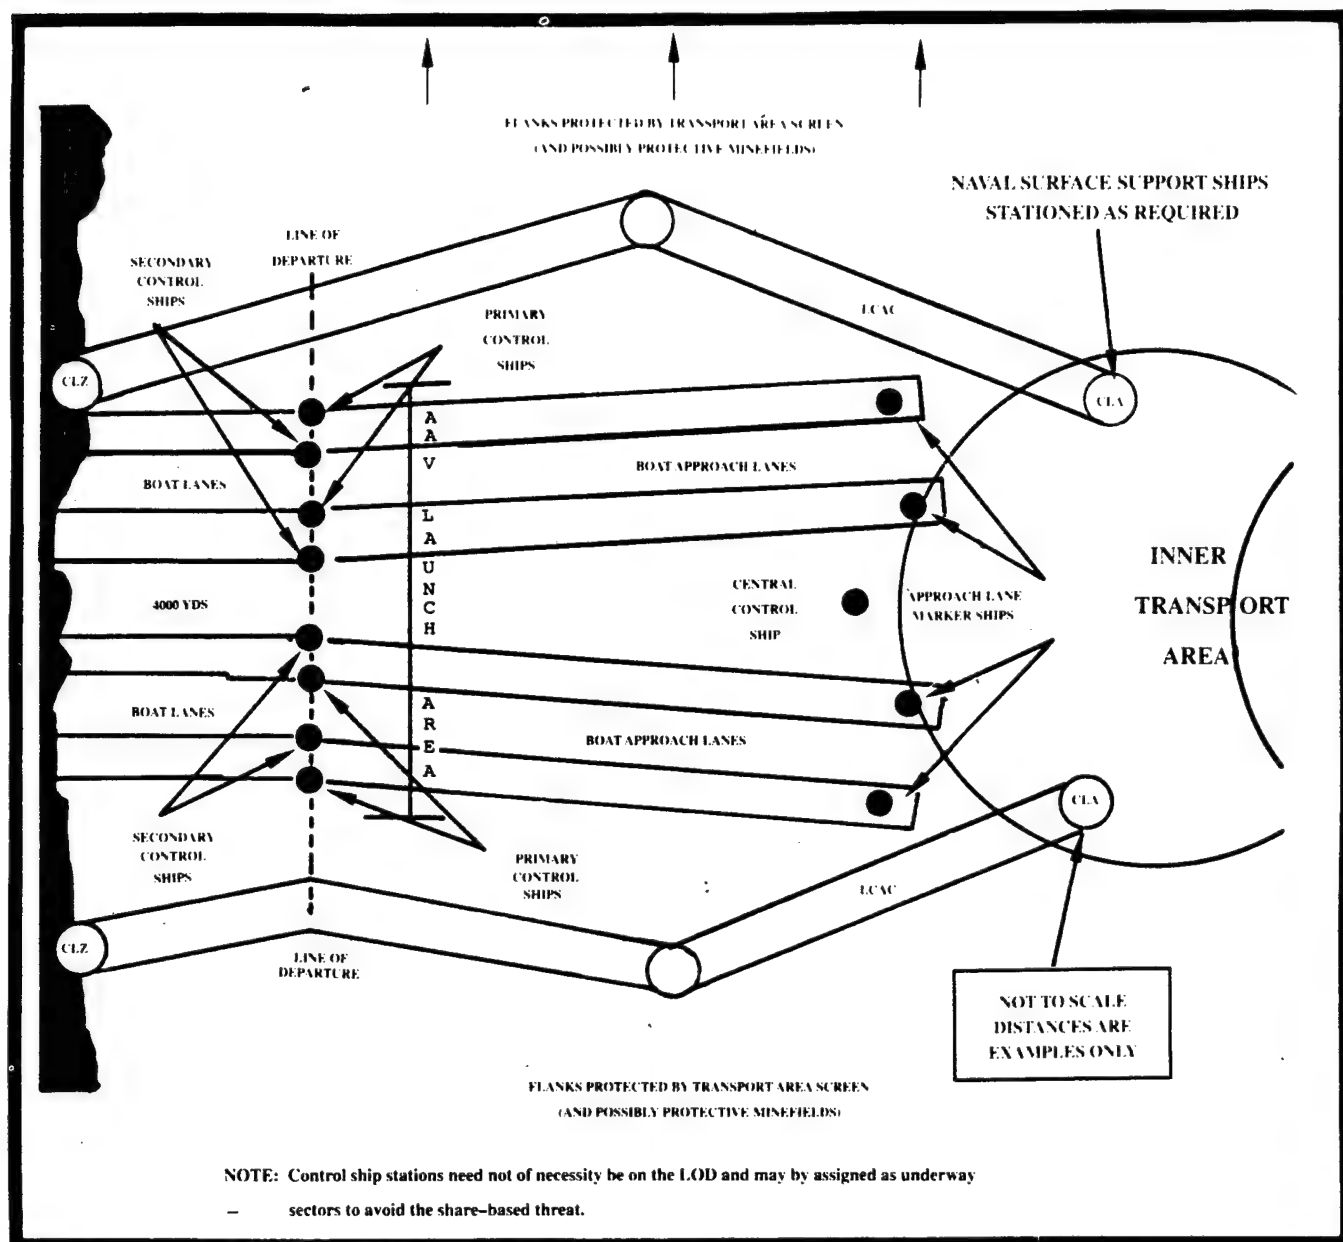 FLANKS PROTECTED BY TRANSPORT AREA SCREEN
(AND POSSIBLY PROTECTIVE MINEFIELDS)
NAVAL SURFACE SUPPORT SHIPS
STATIONED AS REQUIRED
LINE OF
DEPARTURE
SECONDARY
CONTROL
SHIPS
PRIMARY
CONTROL
SHIPS
LCAC
CLZ
CLA
AAV LAUNCH AREA
BOAT LANES
BOAT APPROACH LANES
4000 YDS
CENTRAL
CONTROL
SHIP
APPROACH LANE
MARKER SHIPS
INNER
TRANSPORT
AREA
BOAT LANES
BOAT APPROACH LANES
CLA
SECONDARY
CONTROL
SHIPS
PRIMARY
CONTROL
SHIPS
LCAC
CLZ
LINE OF
DEPARTURE
NOT TO SCALE
DISTANCES ARE
EXAMPLES ONLY
FLANKS PROTECTED BY TRANSPORT AREA SCREEN
(AND POSSIBLY PROTECTIVE MINEFIELDS)
NOTE: Control ship stations need not of necessity be on the LOD and may by assigned as underway
sectors to avoid the share-based threat.